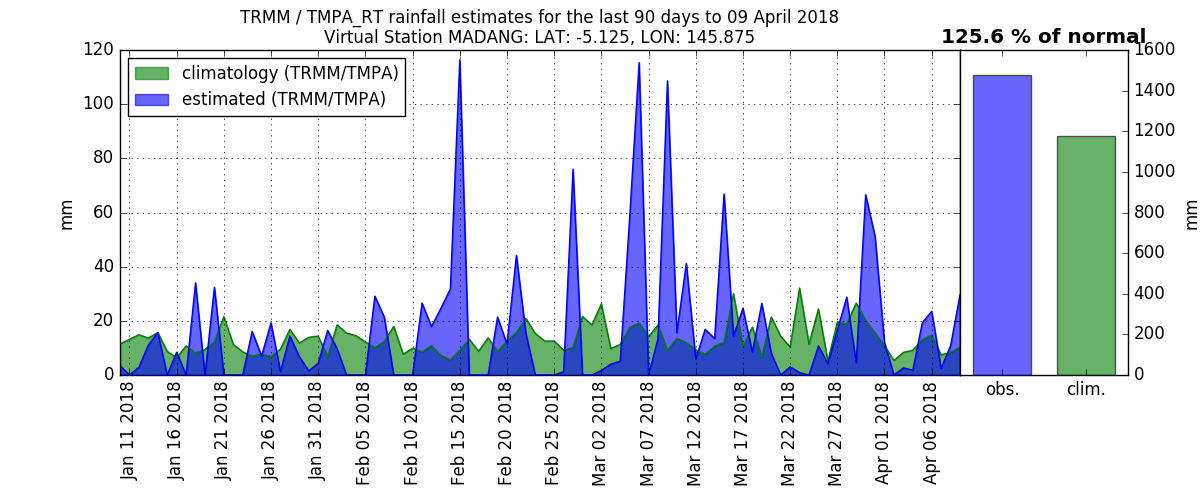 TRMM / TMPA_RT rainfall estimates for the last 90 days to 09 April 2018
Virtual Station MADANG: LAT: -5.125, LON: 145.875
125.6 % of normal
climatology (TRMM/TMPA)
estimated (TRMM/TMPA)
mm
120
100
80
60
40
20
0
Jan 11 2018
Jan 16 2018
Jan 21 2018
Jan 26 2018
Jan 31 2018
Feb 05 2018
Feb 10 2018
Feb 15 2018
Feb 20 2018
Feb 25 2018
Mar 02 2018
Mar 07 2018
Mar 12 2018
Mar 17 2018
Mar 22 2018
Mar 27 2018
Apr 01 2018
Apr 06 2018
obs.
clim.
1600
1400
1200
1000
800
600
400
200
0
mm